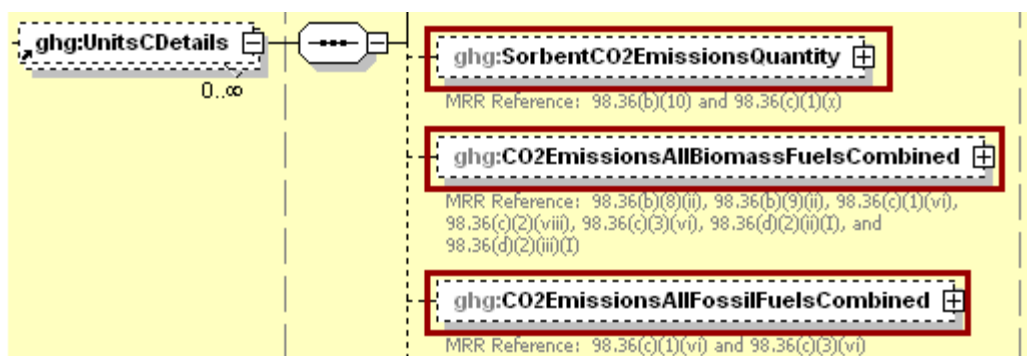 ghg:UnitsCDetails
0..∞
ghg:SorbentCO2EmissionsQuantity
MRR Reference: 98.36(b)(10) and 98.36(c)(1)(x)
ghg:CO2EmissionsAllBiomassFuelsCombined
MRR Reference: 98.36(b)(8)(ii), 98.36(b)(9)(ii), 98.36(c)(1)(vi),
98.36(c)(2)(viii), 98.36(c)(3)(vi), 98.36(d)(2)(ii)(I), and
98.36(d)(2)(iii)(I)
ghg:CO2EmissionsAllFossilFuelsCombined
MRR Reference: 98.36(c)(1)(vi) and 98.36(c)(3)(vi)